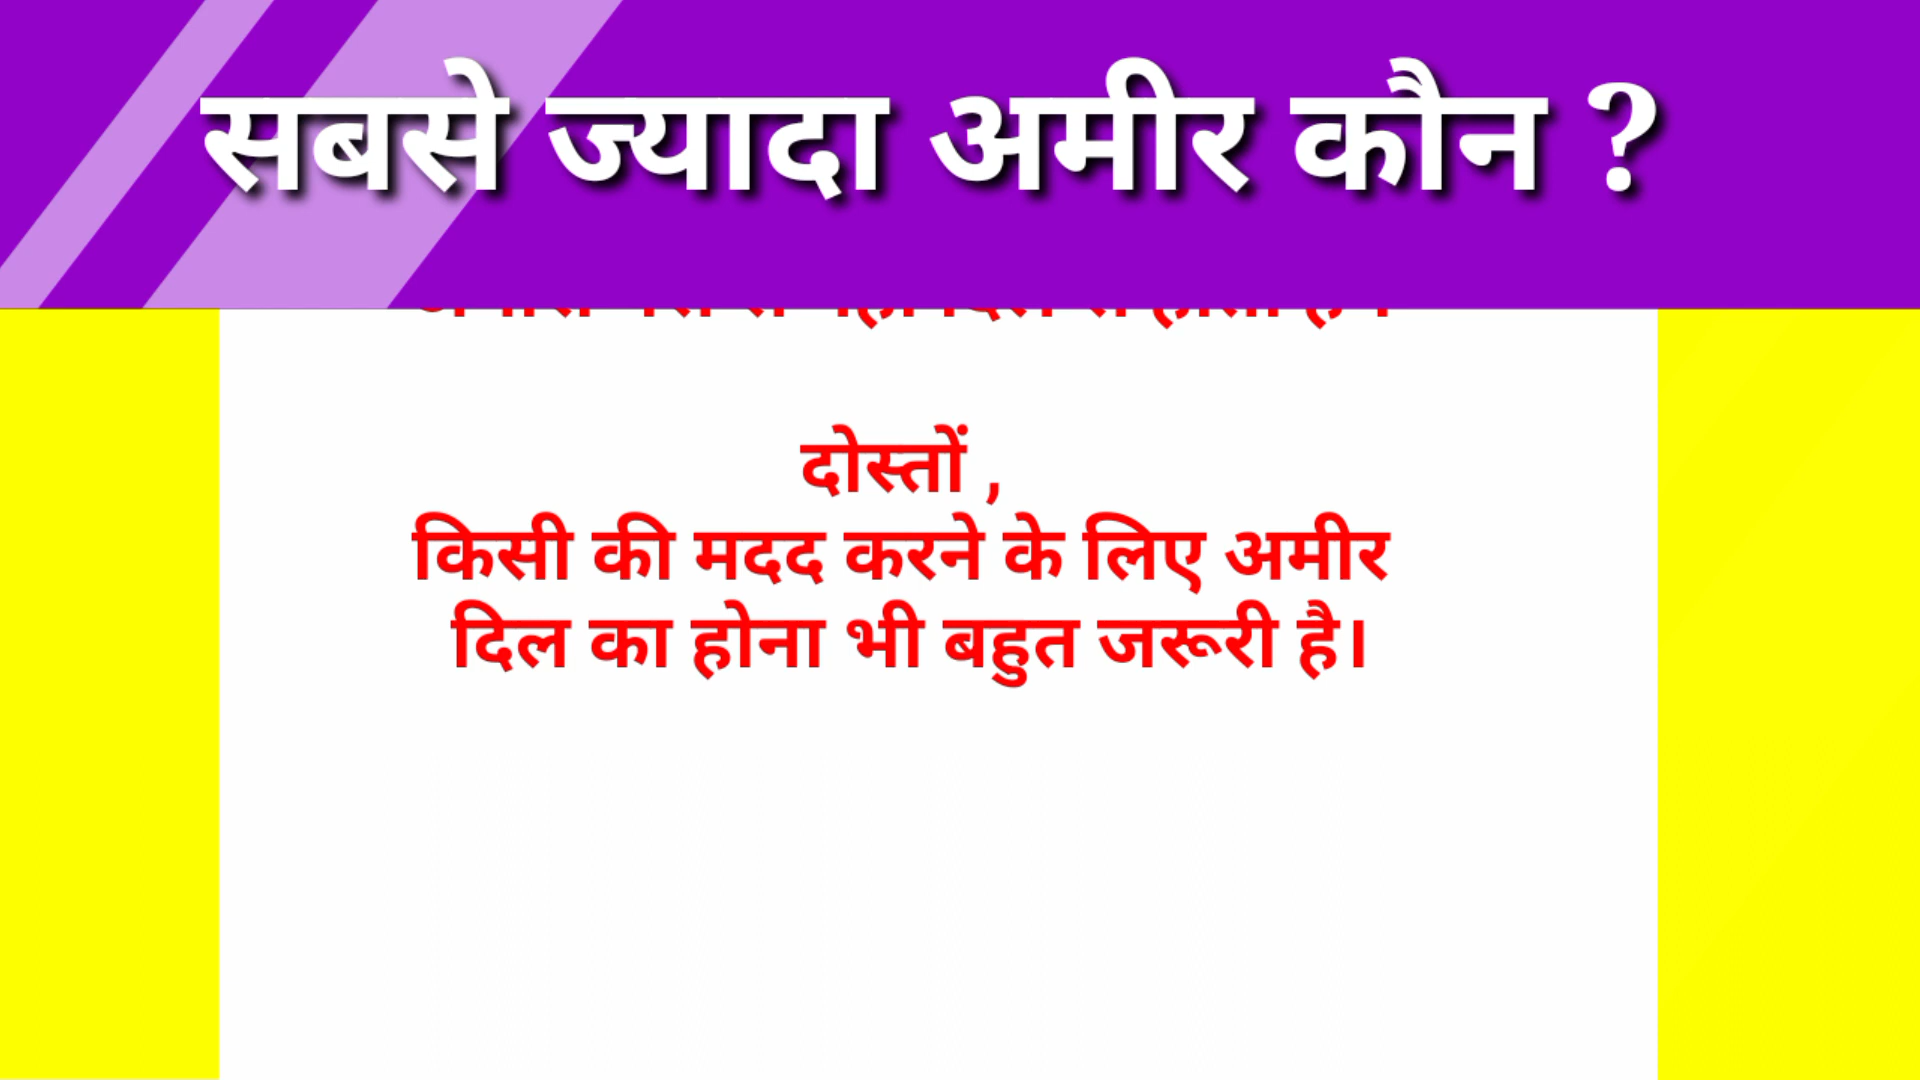 सबसे ज्यादा अमीर कौन ?
दोस्तों ,
किसी की मदद करने के लिए अमीर
दिल का होना भी बहुत जरूरी है।